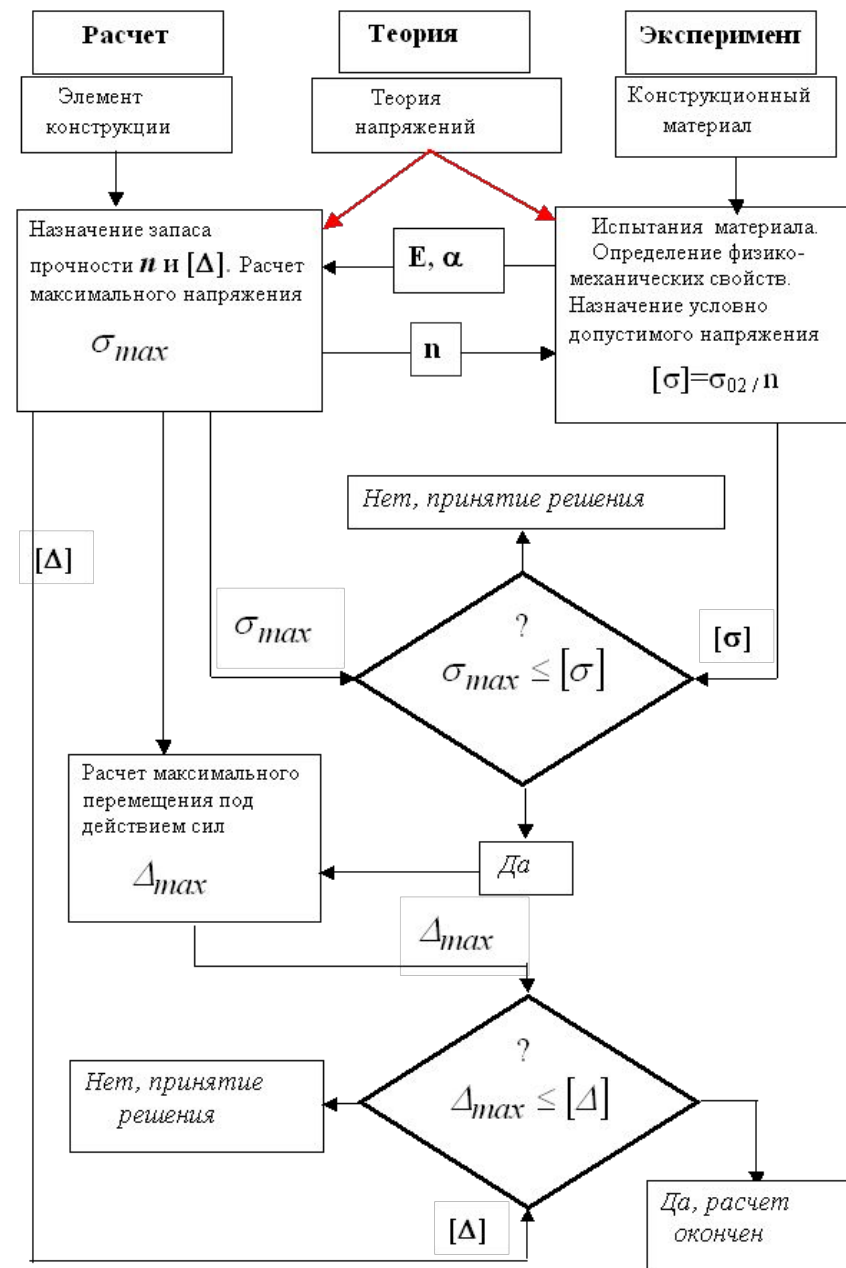 Расчет
Теория
Эксперимент
Элемент
конструкции
Теория
напряжений
Конструкционный
материал
Назначение запаса
прочности n и [Δ]. Расчет
максимального напряжения
σmax
E, α
n
Испытания материала.
Определение физико-
механических свойств.
Назначение условно
допустимого напряжения
[σ]=σ02 / n
Нет, принятие решения
[Δ]
σmax
?
σmax ≤ [σ]
[σ]
Расчет максимального
перемещения под
действием сил
Δmax
Да
Δmax
?
Δmax ≤ [Δ]
Нет, принятие
решения
[Δ]
Да, расчет
окончен